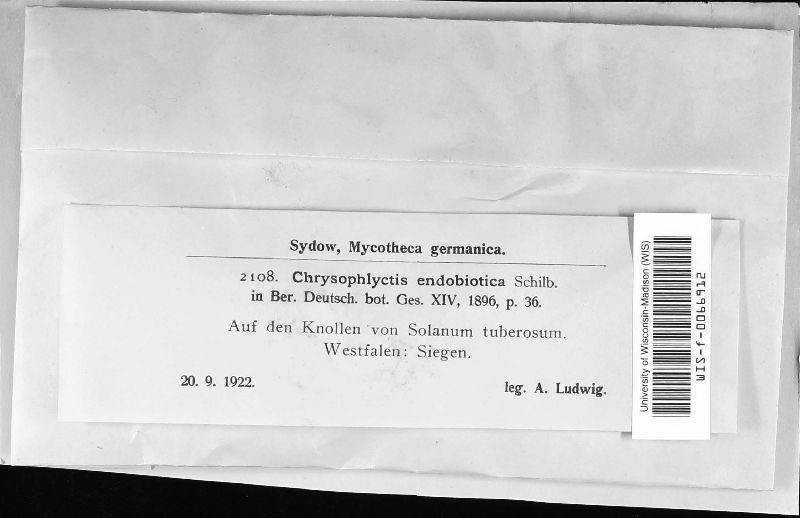 Sydow, Mycotheca germanica.
2108. Chrysophlyctis endobiotica Schilb.
in Ber. Deutsch. bot. Ges. XIV, 1896, p. 36.
Auf den Knollen von Solanum tuberosum.
Westfalen: Siegen.
20. 9. 1922.
leg. A. Ludwig.
University of Wisconsin-Madison (WIS)
WIS-f-0066912